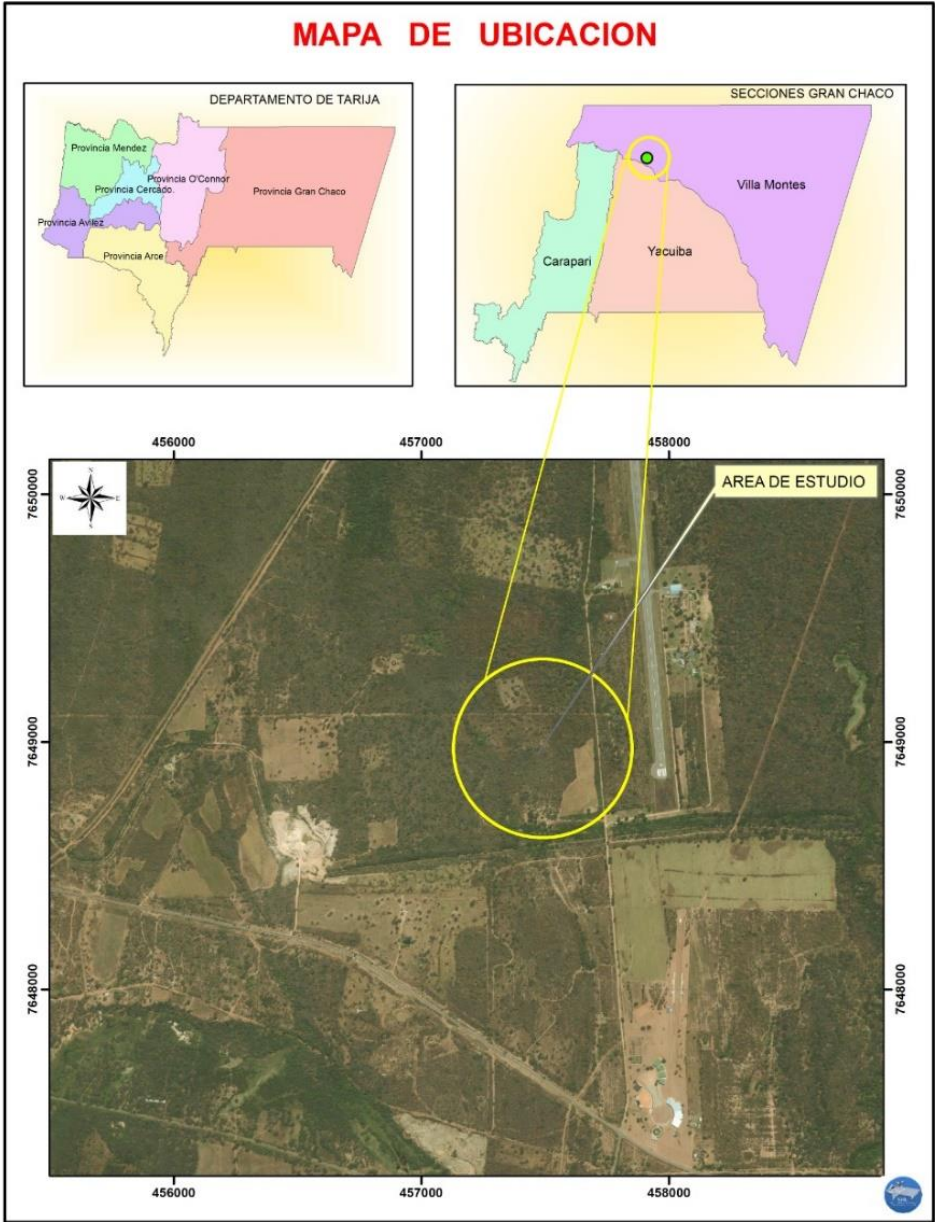 MAPA DE UBICACION
DEPARTAMENTO DE TARIJA
Provincia Mendez
Provincia O'Connor
Provincia Cercado.
Provincia Gran Chaco
Provincia Aviléz
Provincia Arce
SECCIONES GRAN CHACO
Villa Montes
Yacuiba
Carapari
456000
457000
458000
N
W
E
S
AREA DE ESTUDIO
7650000
7650000
7649000
7649000
7648000
7648000
456000
457000
458000